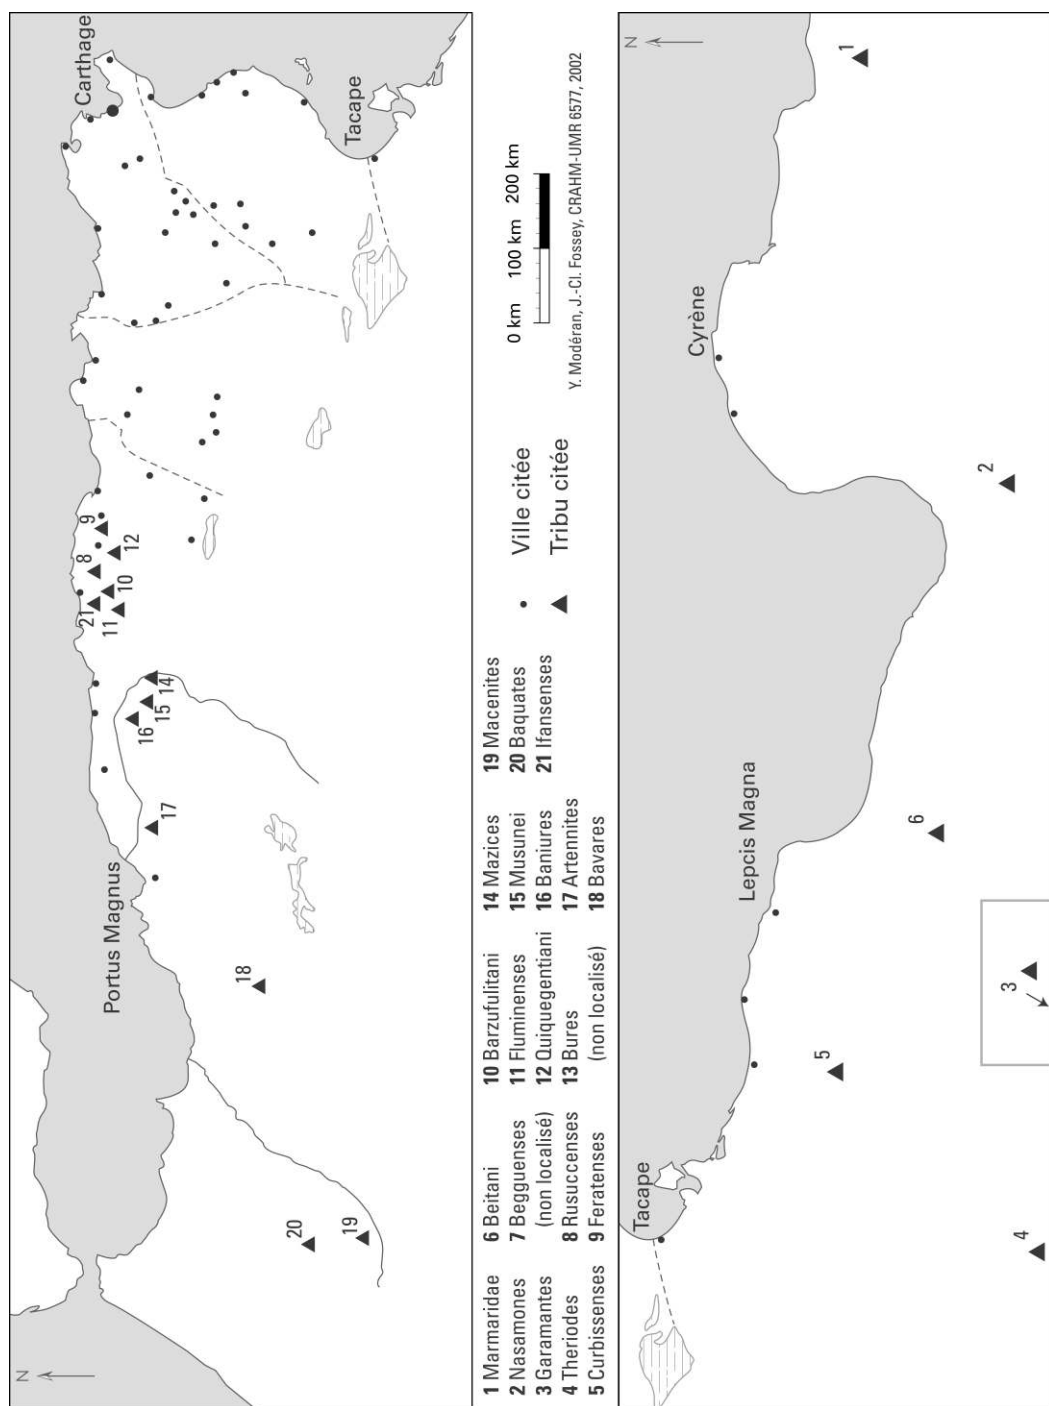 N
Carthage
Tacape
Portus Magnus
8
9
21
10
12
11
14
15
16
17
18
19
20
1 Marmaridae
2 Nasamones
3 Garamantes
4 Theriodes
5 Curbissenses
6 Beitani
7 Begguenses
(non localisé)
8 Rusuccenses
9 Feratenses
10 Barzufulitani
11 Fluminenses
12 Quiquegentiani
13 Bures
(non localisé)
14 Mazices
15 Musunei
16 Baniures
17 Artennites
18 Bavares
19 Macenites
20 Baquates
21 Ifansenses
Ville citée
Tribu citée
0 km 100 km 200 km
Y. Modéran, J.-Cl. Fossey, CRAHM-UMR 6577, 2002
N
Tacape
Lepcis Magna
Cyrène
1
2
3
4
5
6